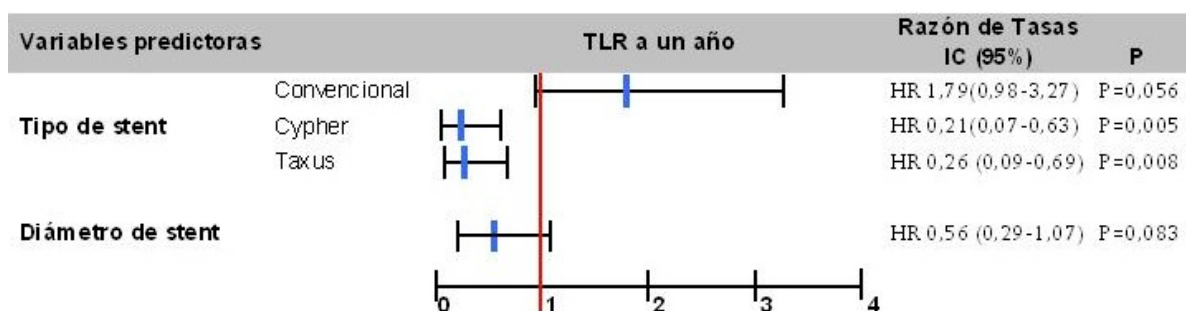 Variables predictoras TLR a un año Razón de Tasas IC (95%) P
Convencional HR 1,79(0,98-3,27) P=0,056
Tipo de stent Cypher HR 0,21(0,07-0,63) P=0,005
Taxus HR 0,26 (0,09-0,69) P=0,008
Diámetro de stent HR 0,56 (0,29-1,07) P=0,083
0 1 2 3 4